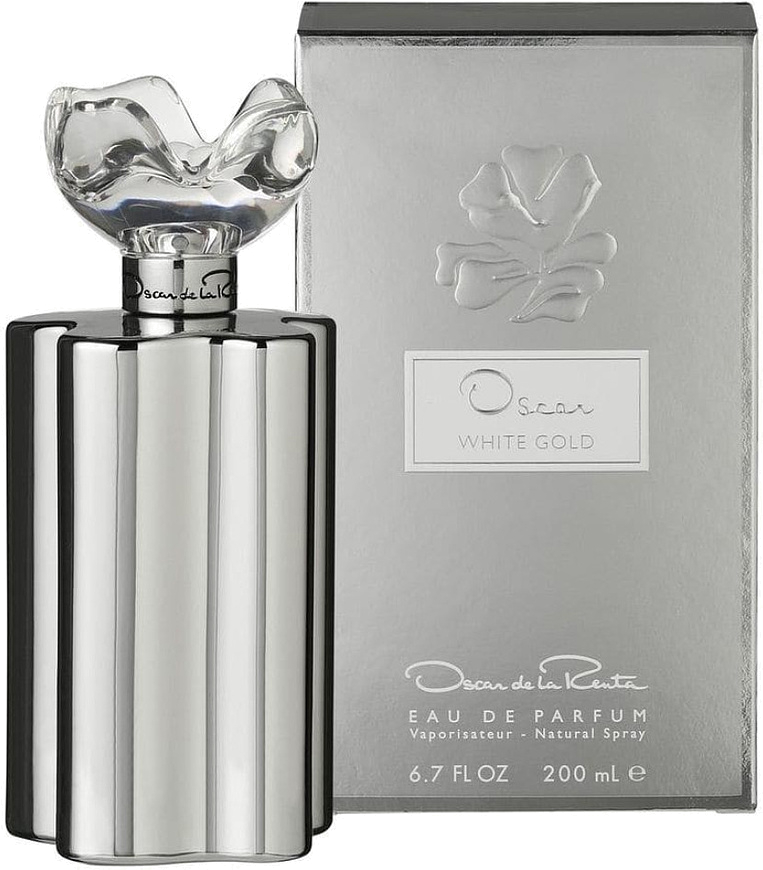 Oscar de la Renta
Oscar
WHITE GOLD
Oscar de la Renta
EAU DE PARFUM
Vaporisateur - Natural Spray
6.7 FL OZ 200 mL ℮